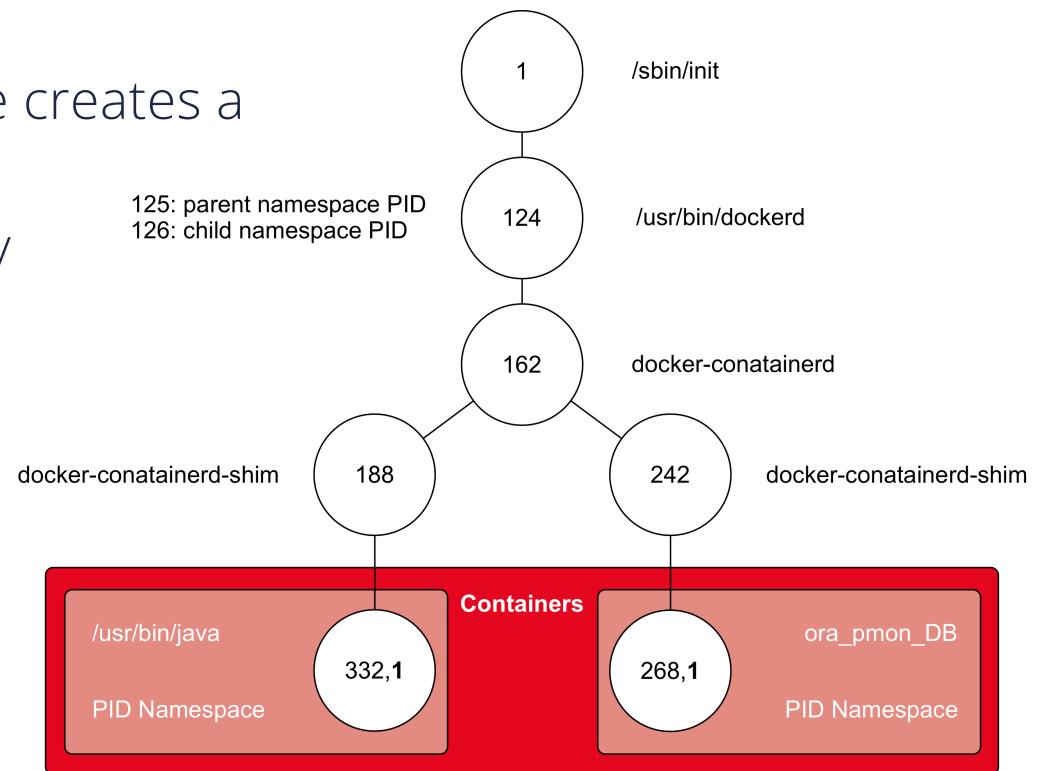 e creates a
y
1
/sbin/init
125: parent namespace PID
126: child namespace PID
124
/usr/bin/dockerd
162
docker-conatainerd
docker-conatainerd-shim
188
242
docker-conatainerd-shim
Containers
/usr/bin/java
332,1
PID Namespace
268,1
ora_pmon_DB
PID Namespace